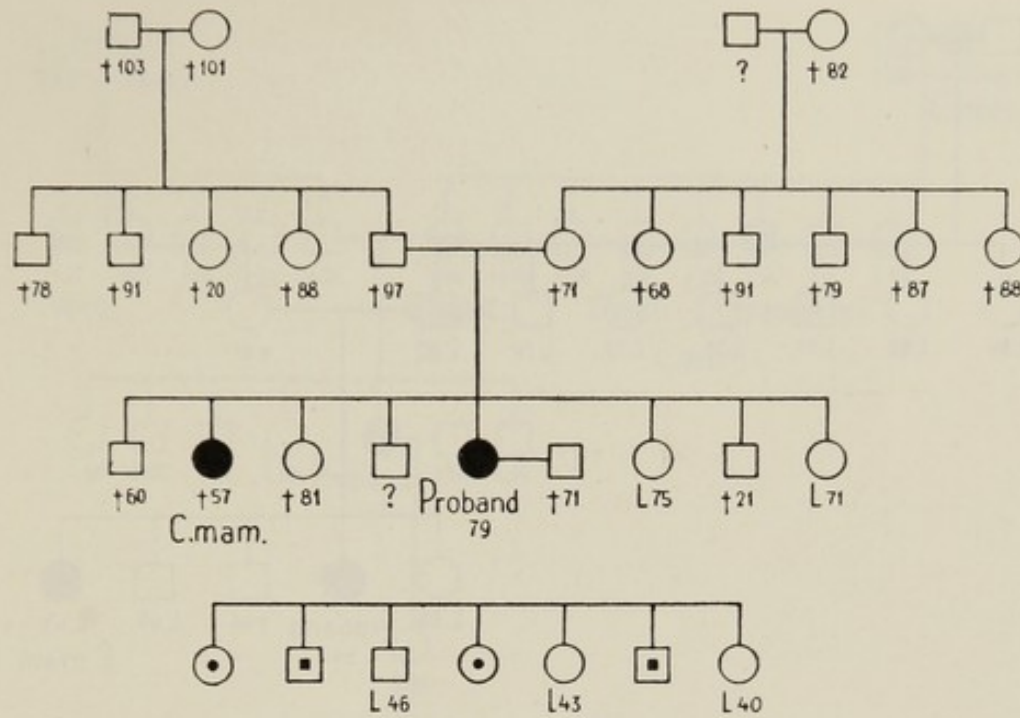 †103 †101 ? †82
†78 †91 †20 †88 †97 †71 †68 †91 †79 †87 †88
†60 †57 †81 ? Proband †71 L75 †21 L71
C.mam. 79
L46 L43 L40